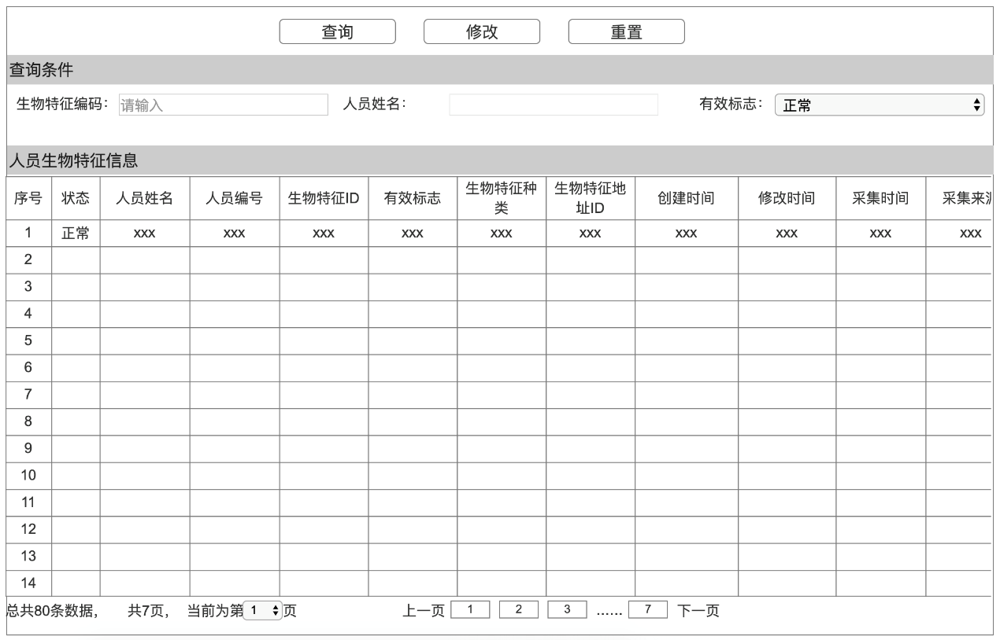 查询 修改 重置
查询条件
生物特征编码： 请输入 人员姓名： 有效标志： 正常
人员生物特征信息
序号 状态 人员姓名 人员编号 生物特征ID 有效标志 生物特征种类 生物特征地址ID 创建时间 修改时间 采集时间 采集来
1 正常 xxx xxx xxx xxx xxx xxx xxx xxx xxx xxx
2
3
4
5
6
7
8
9
10
11
12
13
14
总共80条数据， 共7页， 当前为第 1 页 上一页 1 2 3 …… 7 下一页